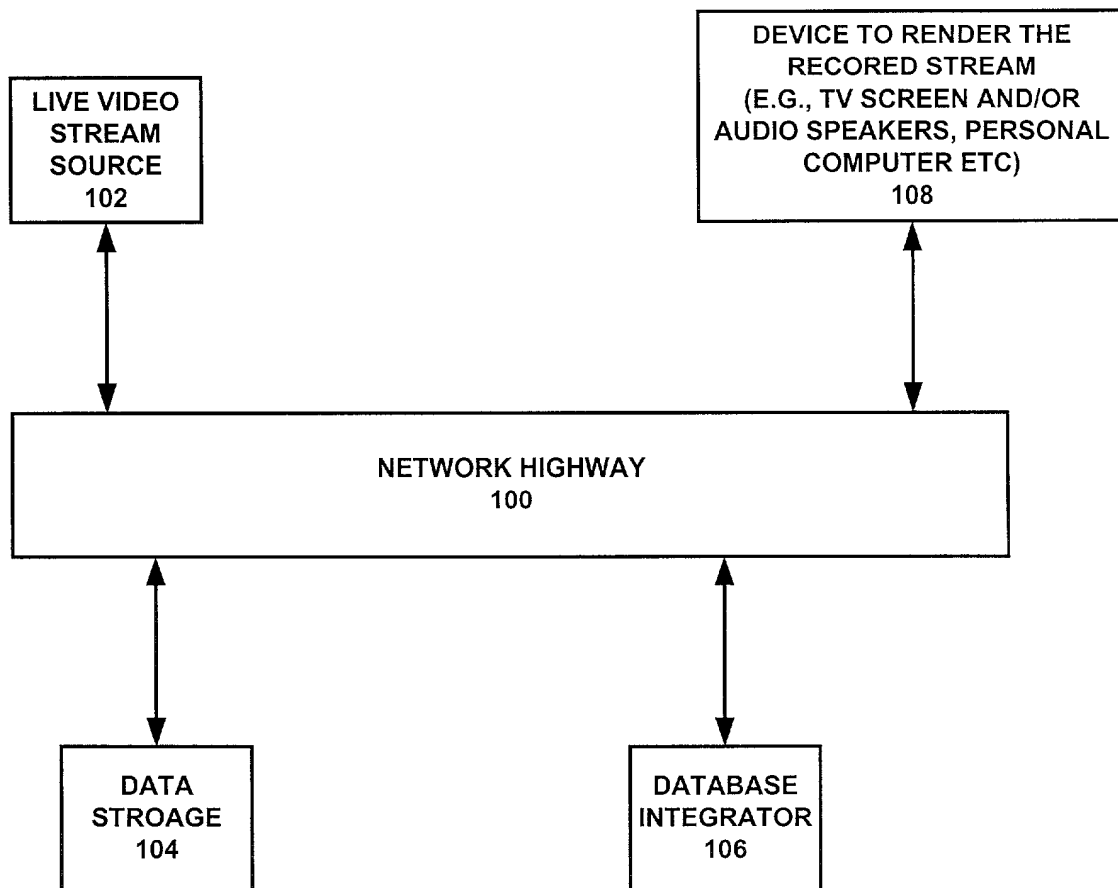 LIVE VIDEO
STREAM
SOURCE
102
DEVICE TO RENDER THE
RECORED STREAM
(E.G., TV SCREEN AND/OR
AUDIO SPEAKERS, PERSONAL
COMPUTER ETC)
108
NETWORK HIGHWAY
100
DATA
STROAGE
104
DATABASE
INTEGRATOR
106